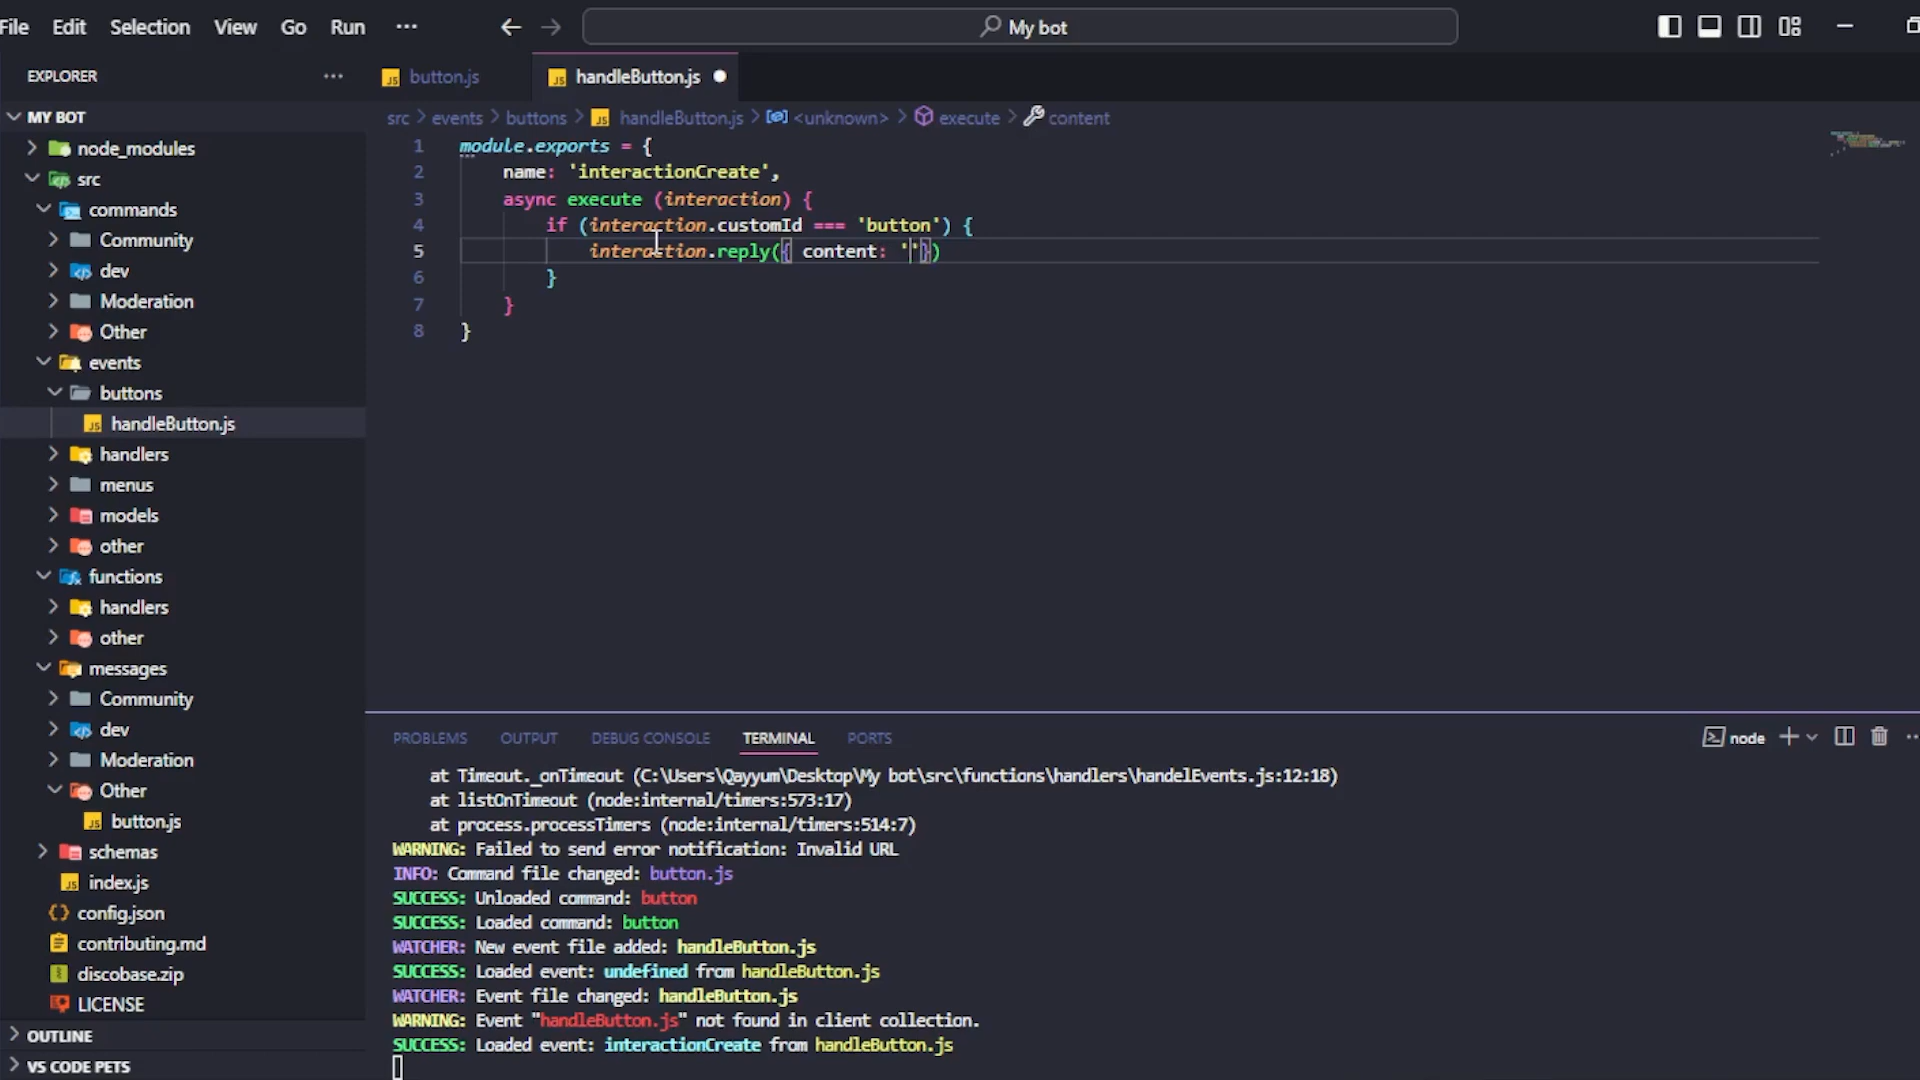 File Edit Selection View Go Run ··· My bot
EXPLORER ···
MY BOT
node_modules
src
commands
Community
dev
Moderation
Other
events
buttons
handleButton.js
handlers
menus
models
other
functions
handlers
other
messages
Community
dev
Moderation
Other
button.js
schemas
index.js
config.json
contributing.md
discobase.zip
LICENSE
OUTLINE
VS CODE PETS
button.js handleButton.js
src > events > buttons > handleButton.js > <unknown> > execute > content
1 module.exports = {
2 name: 'interactionCreate',
3 async execute (interaction) {
4 if (interaction.customId === 'button') {
5 interaction.reply({ content: ''})
6 }
7 }
8 }
PROBLEMS OUTPUT DEBUG CONSOLE TERMINAL PORTS node
at Timeout._onTimeout (C:\Users\Qayyum\Desktop\My bot\src\functions\handlers\handelEvents.js:12:18)
at listOnTimeout (node:internal/timers:573:17)
at process.processTimers (node:internal/timers:514:7)
WARNING: Failed to send error notification: Invalid URL
INFO: Command file changed: button.js
SUCCESS: Unloaded command: button
SUCCESS: Loaded command: button
WATCHER: New event file added: handleButton.js
SUCCESS: Loaded event: undefined from handleButton.js
WATCHER: Event file changed: handleButton.js
WARNING: Event "handleButton.js" not found in client collection.
SUCCESS: Loaded event: interactionCreate from handleButton.js